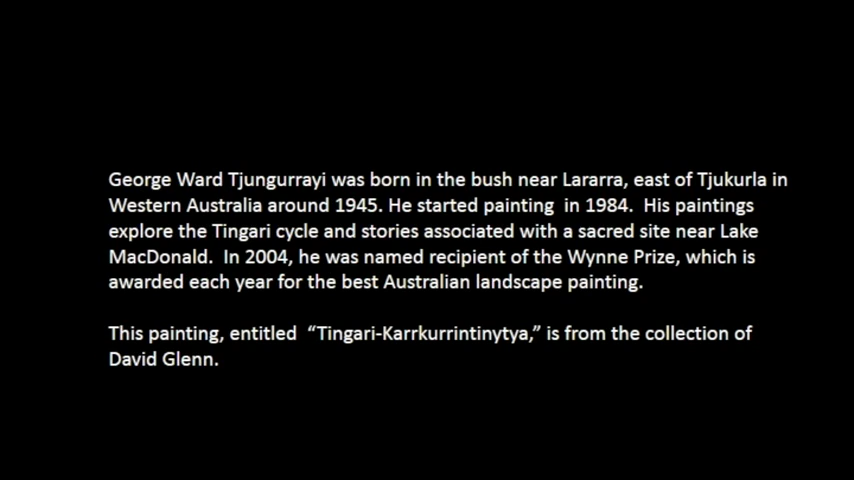 George Ward Tjungurrayi was born in the bush near Lararra, east of Tjukurla in
Western Australia around 1945. He started painting  in 1984.  His paintings
explore the Tingari cycle and stories associated with a sacred site near Lake
MacDonald.  In 2004, he was named recipient of the Wynne Prize, which is
awarded each year for the best Australian landscape painting.
This painting, entitled  “Tingari-Karrkurrintinytya,” is from the collection of
David Glenn.